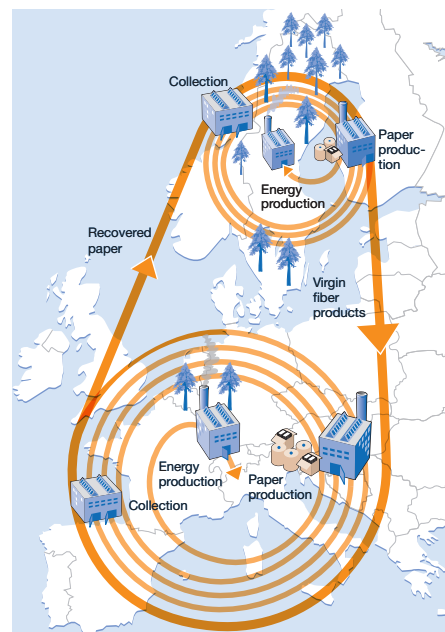 Collection
Paper
produc-
tion
Energy
production
Recovered
paper
Virgin
fiber
products
Energy
production
Paper
production
Collection